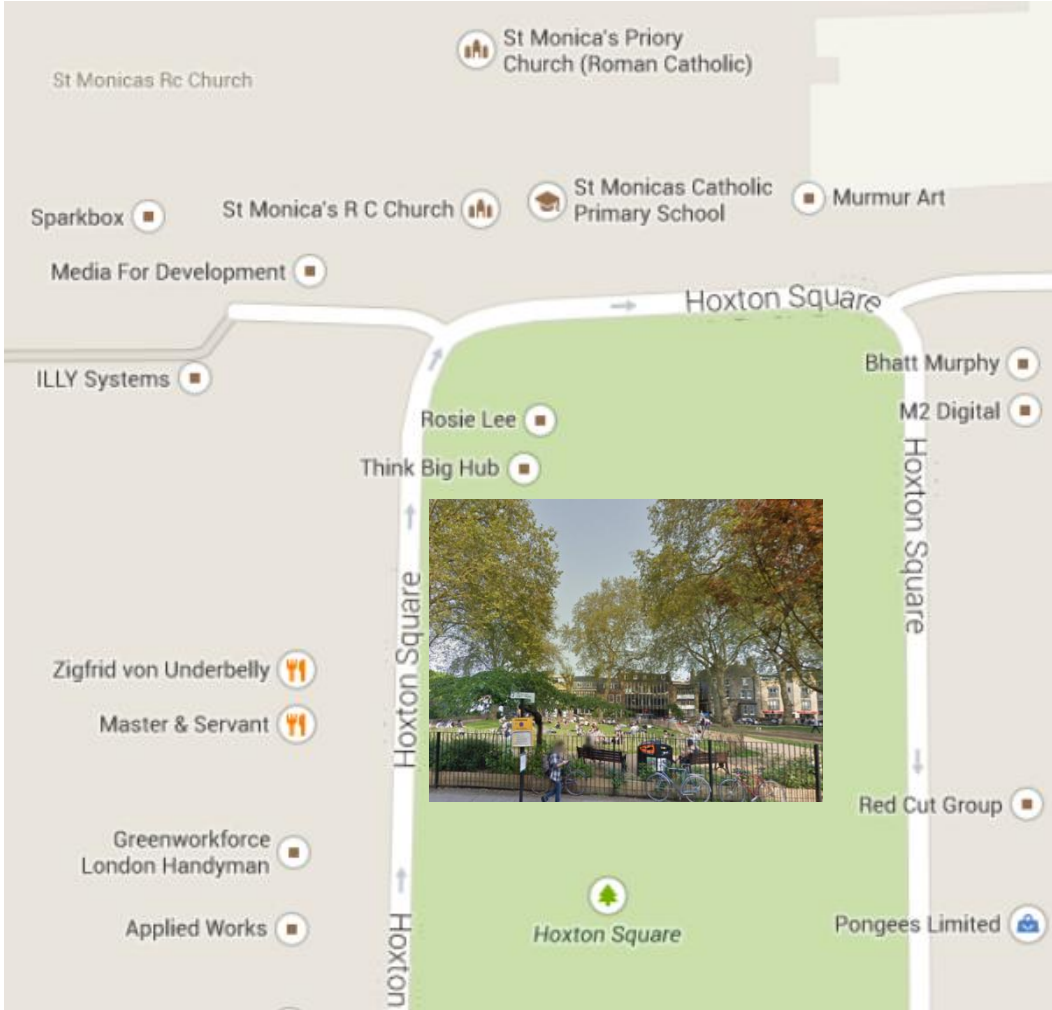 St Monica's Priory
Church (Roman Catholic)
St Monicas Rc Church
St Monicas Catholic
Primary School
Murmur Art
St Monica's R C Church
Sparkbox
Media For Development
Hoxton Square
Bhatt Murphy
ILLY Systems
M2 Digital
Rosie Lee
Think Big Hub
Hoxton Square
Hoxton Square
Zigfrid von Underbelly
Master & Servant
Red Cut Group
Greenworkforce
London Handyman
Pongees Limited
Applied Works
Hoxton Square
Hoxton